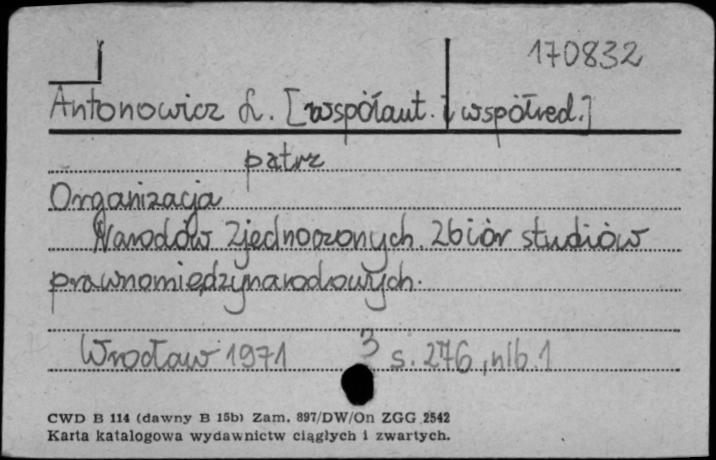 170832
Antonowicz L. [współaut. i współred.]
patrz
Organizacja
Narodów Zjednoczonych. Zbiór studiów
prawnomiędzynarodowych.
Wrocław 1971 3 s. 276, nlb. 1
CWD B 114 (dawny B 15b) Zam. 897/DW/On ZGG 2542
Karta katalogowa wydawnictw ciągłych i zwartych.